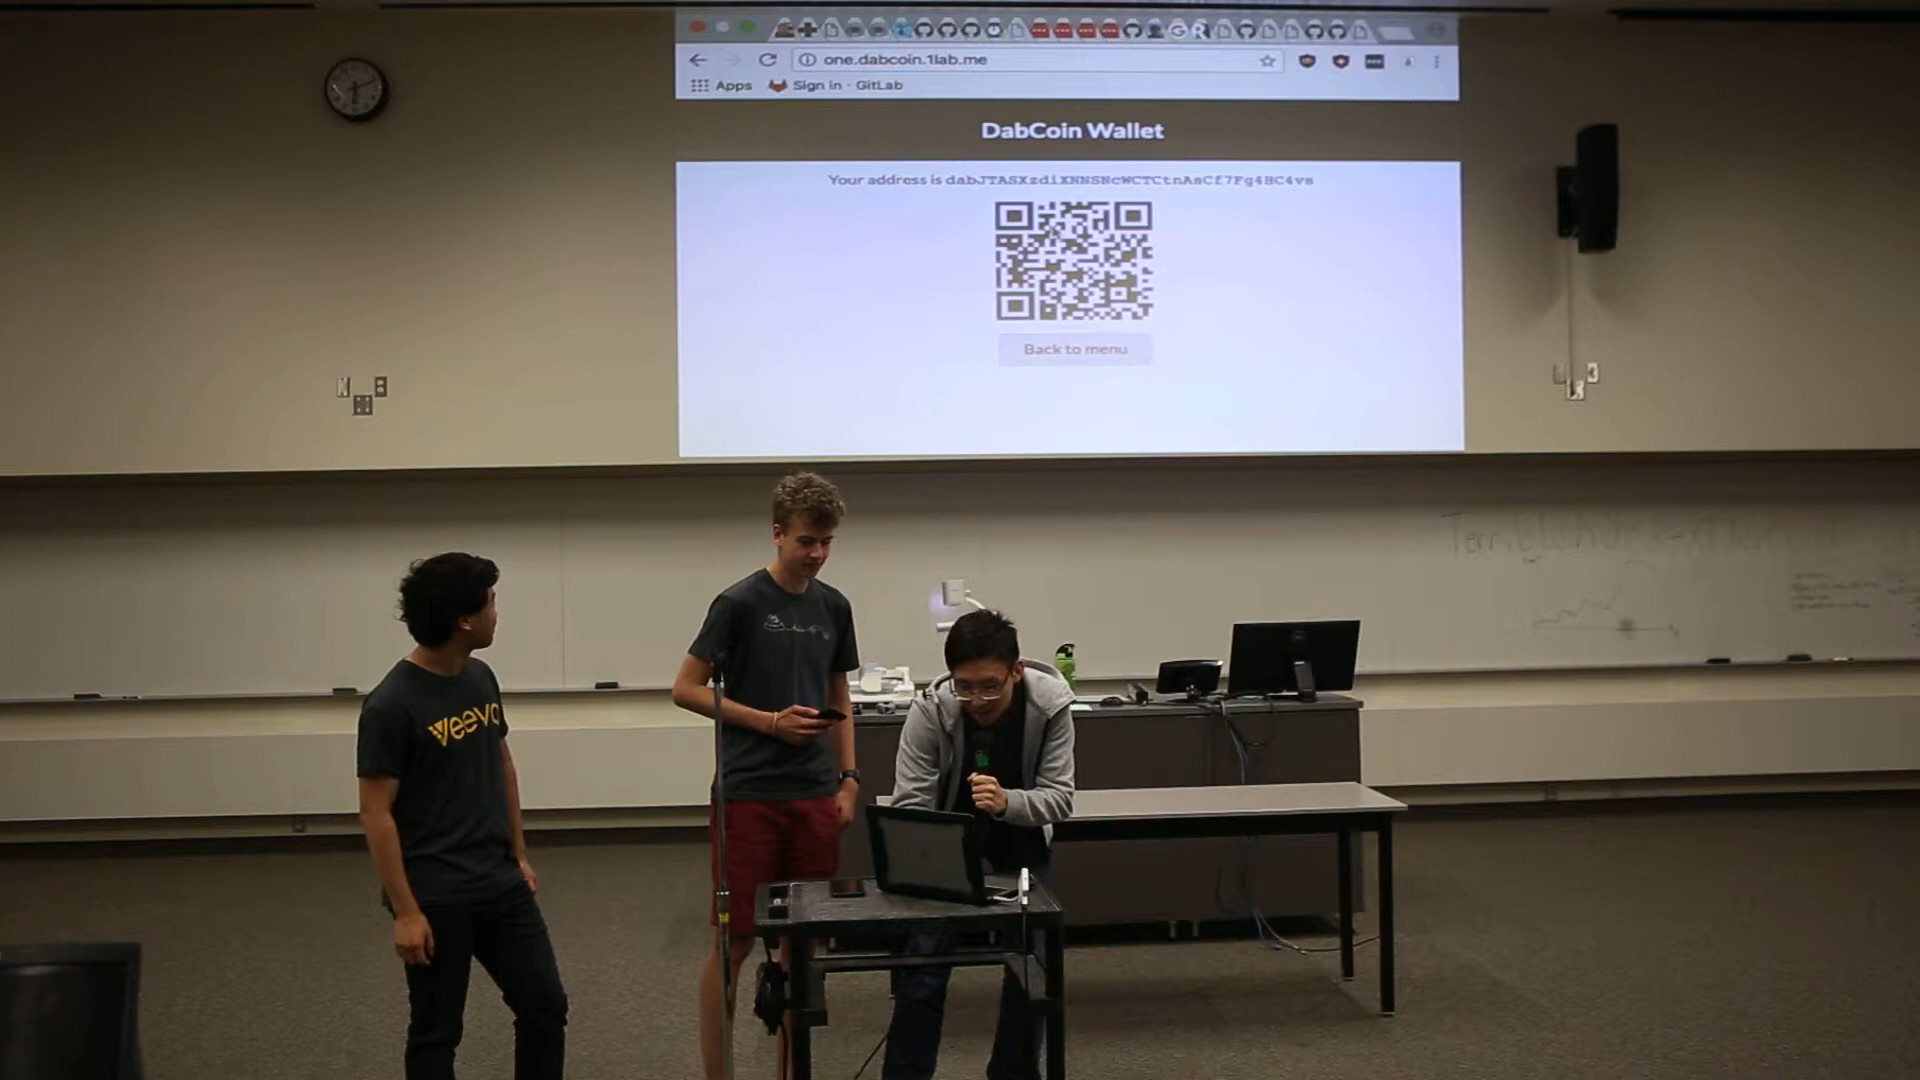 one.dabcoin.1lab.me
Apps Sign in - GitLab
DabCoin Wallet
Your address is dabJTASXzdiXNNSNcWCTCtnAsCf7Fg4HC4vs
Back to menu
veeva